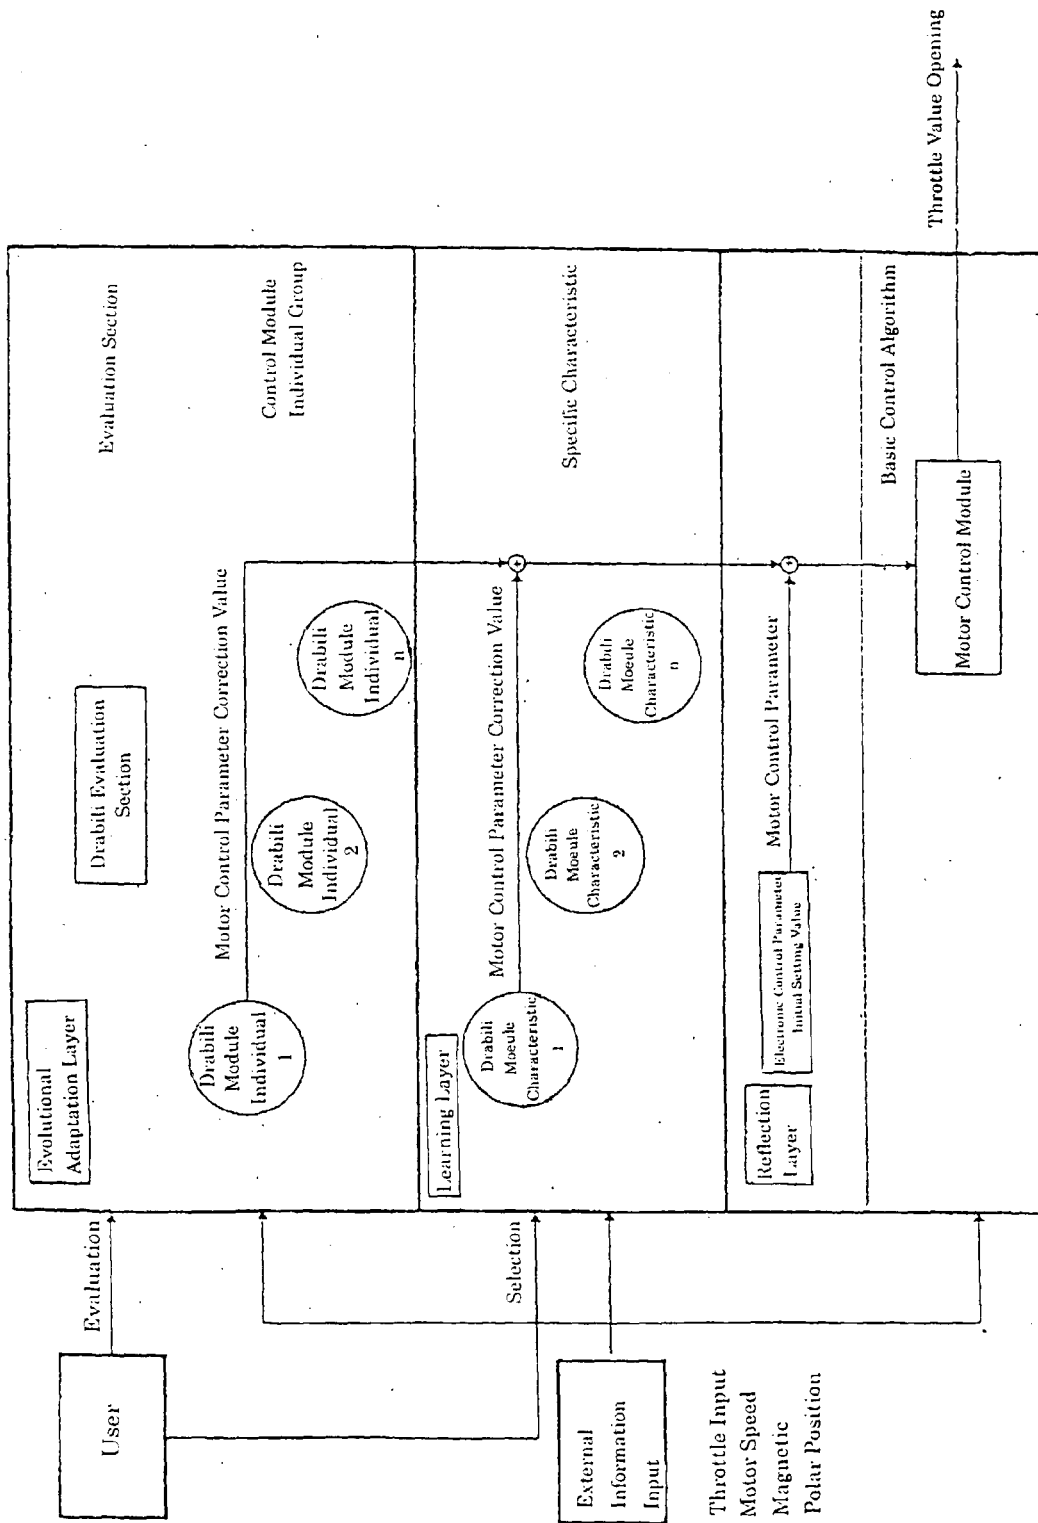 User
Evaluation
Selection
External
Information
Input
Throttle Input
Motor Speed
Magnetic
Polar Position
Evolutional
Adaptation Layer
Drabili Evaluation
Section
Evaluation Section
Drabili
Module
Individual
1
Motor Control Parameter Correction Value
Drabili
Module
Individual
2
Drabili
Module
Individual
n
Control Module
Individual Group
Learning Layer
Drabili
Moeule
Characteristic
1
Motor Control Parameter Correction Value
Drabili
Moeule
Characteristic
2
Drabili
Moeule
Characteristic
n
Specific Characteristic
Reflection
Layer
Electronic Control Parameter
Initial Setting Value
Motor Control Parameter
+
+
Basic Control Algorithm
Motor Control Module
Throttle Value Opening